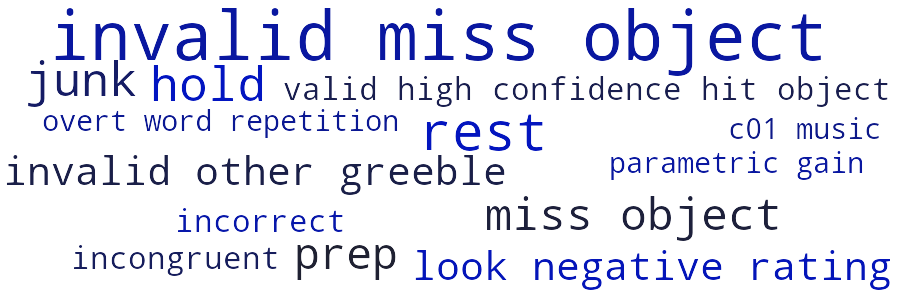 invalid miss object
junk
hold
valid high confidence hit object
overt word repetition
rest
c01 music
invalid other greeble
parametric gain
incorrect
miss object
incongruent
prep
look negative rating